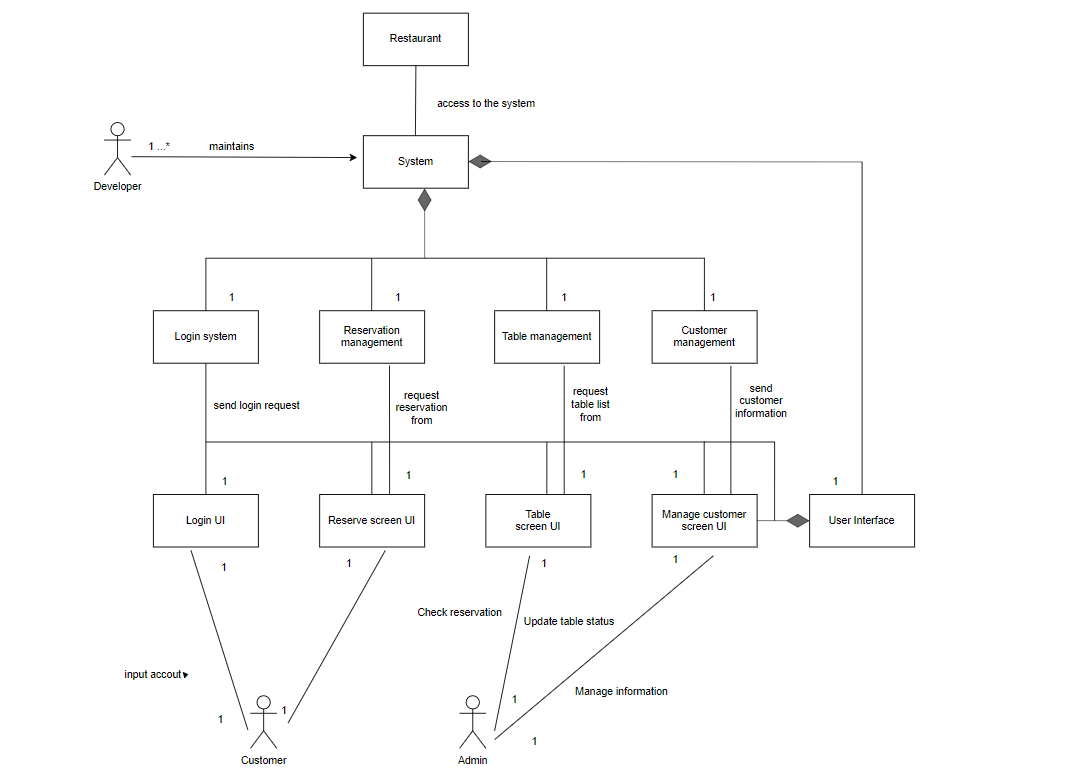 Restaurant
access to the system
1 ...*
maintains
System
Developer
1
1
1
1
Login system
Reservation
management
Table management
Customer
management
send login request
request
reservation
from
request
table list
from
send
customer
information
1
1
1
1
1
Login UI
Reserve screen UI
Table
screen UI
Manage customer
screen UI
User Interface
1
1
1
1
Check reservation
Update table status
input accout
Manage information
1
1
1
1
Customer
Admin